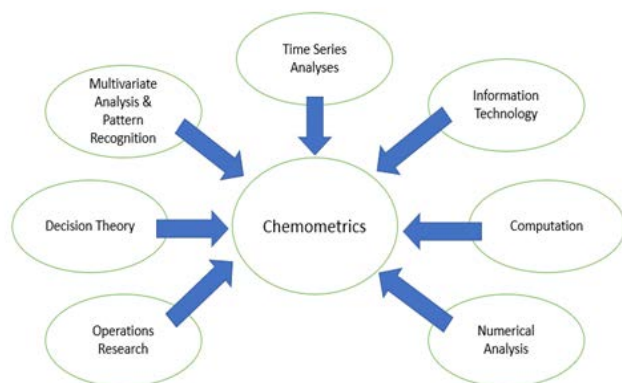 Time Series
Analyses
Multivariate
Analysis &
Pattern
Recognition
Information
Technology
Decision Theory
Chemometrics
Computation
Operations
Research
Numerical
Analysis